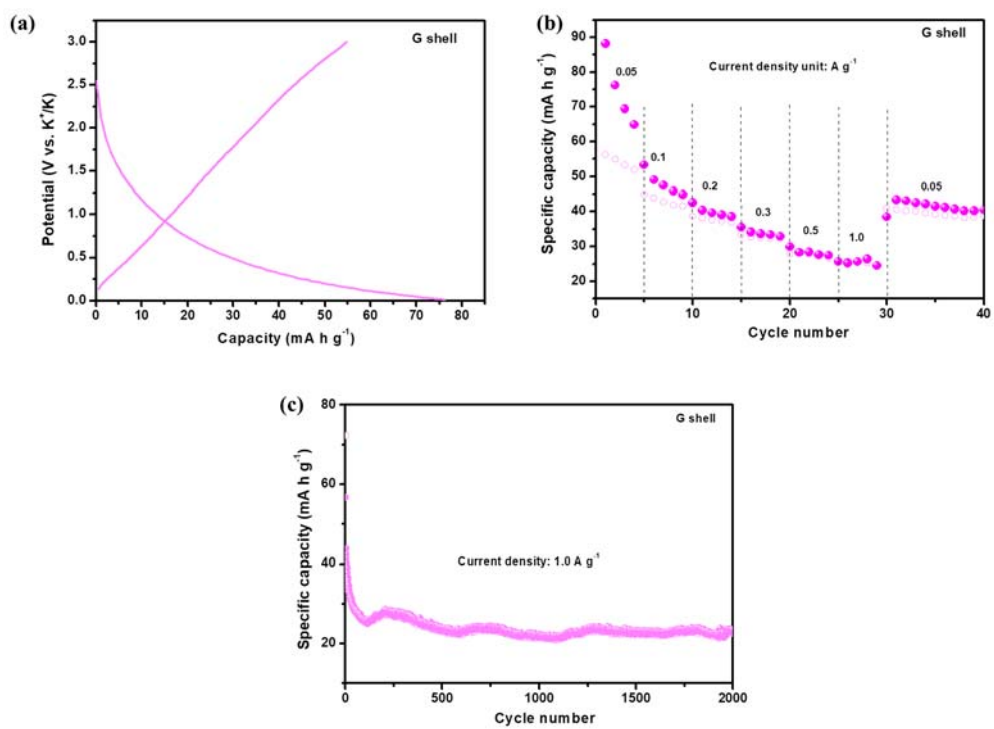 (a)
G shell
3.0
2.5
2.0
1.5
1.0
0.5
0.0
Potential (V vs. K⁺/K)
0 10 20 30 40 50 60 70 80
Capacity (mA h g⁻¹)
(b)
G shell
Current density unit: A g⁻¹
90
80
70
60
50
40
30
20
Specific capacity (mA h g⁻¹)
0.05
0.1
0.2
0.3
0.5
1.0
0.05
0 10 20 30 40
Cycle number
(c)
G shell
80
60
40
20
Specific capacity (mA h g⁻¹)
Current density: 1.0 A g⁻¹
0 500 1000 1500 2000
Cycle number